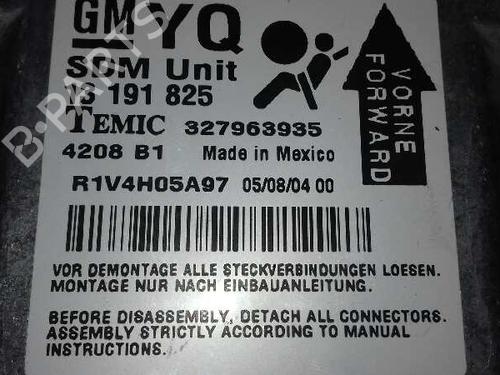 GM YQ
SDM Unit
13 191 825
TEMIC 327963935
4208 B1 Made in Mexico
R1V4H05A97 05/08/04 00
VORNE
FORWARD
VOR DEMONTAGE ALLE STECKVERBINDUNGEN LOESEN.
MONTAGE NUR NACH EINBAUANLEITUNG.
BEFORE DISASSEMBLY, DETACH ALL CONNECTORS.
ASSEMBLY STRICTLY ACCORDING TO MANUAL
INSTRUCTIONS.
B-PARTS